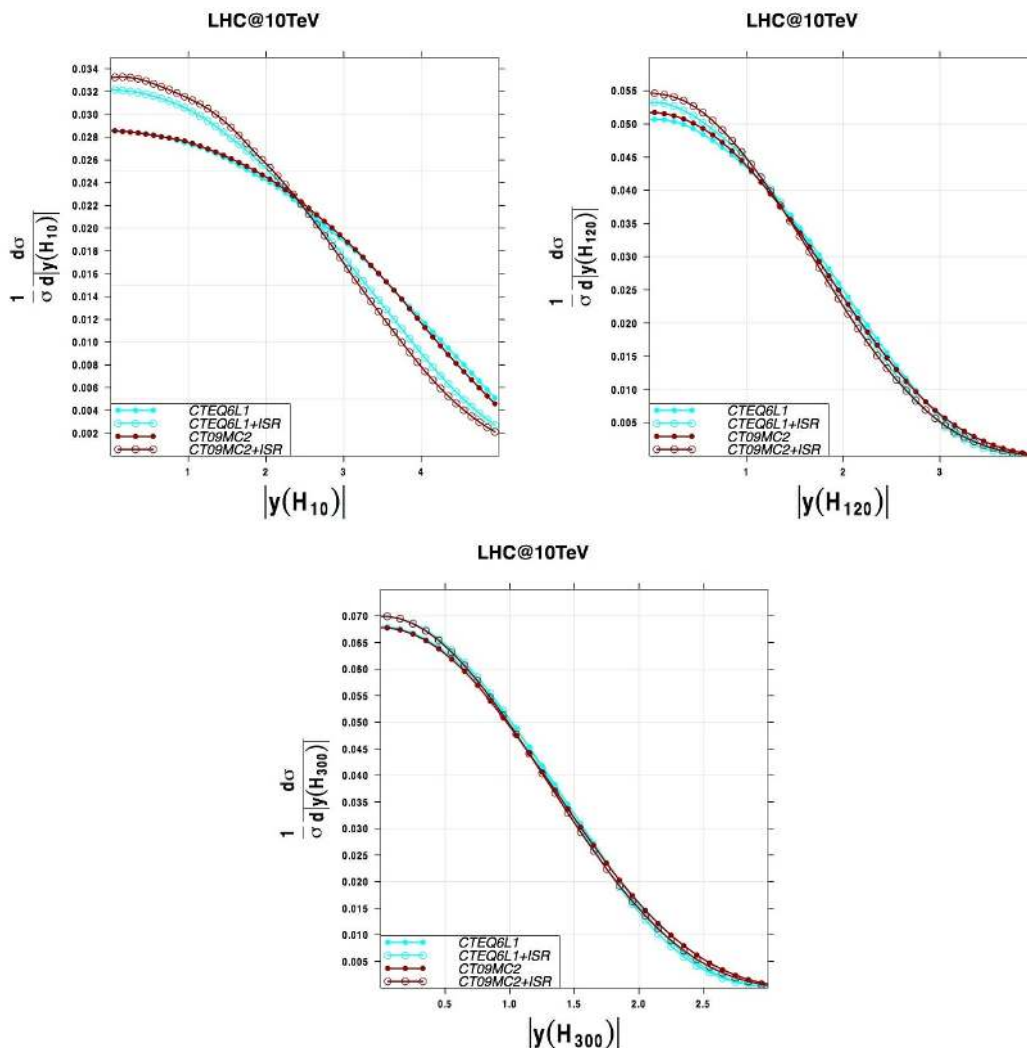 LHC@10TeV
1/σ dσ/d|y(H10)|
0.034
0.032
0.030
0.028
0.026
0.024
0.022
0.020
0.018
0.016
0.014
0.012
0.010
0.008
0.006
0.004
0.002
CTEQ6L1
CTEQ6L1+ISR
CT09MC2
CT09MC2+ISR
1 2 3 4
|y(H10)|
LHC@10TeV
1/σ dσ/d|y(H120)|
0.055
0.050
0.045
0.040
0.035
0.030
0.025
0.020
0.015
0.010
0.005
CTEQ6L1
CTEQ6L1+ISR
CT09MC2
CT09MC2+ISR
1 2 3
|y(H120)|
LHC@10TeV
1/σ dσ/d|y(H300)|
0.070
0.065
0.060
0.055
0.050
0.045
0.040
0.035
0.030
0.025
0.020
0.015
0.010
0.005
CTEQ6L1
CTEQ6L1+ISR
CT09MC2
CT09MC2+ISR
0.5 1.0 1.5 2.0 2.5
|y(H300)|